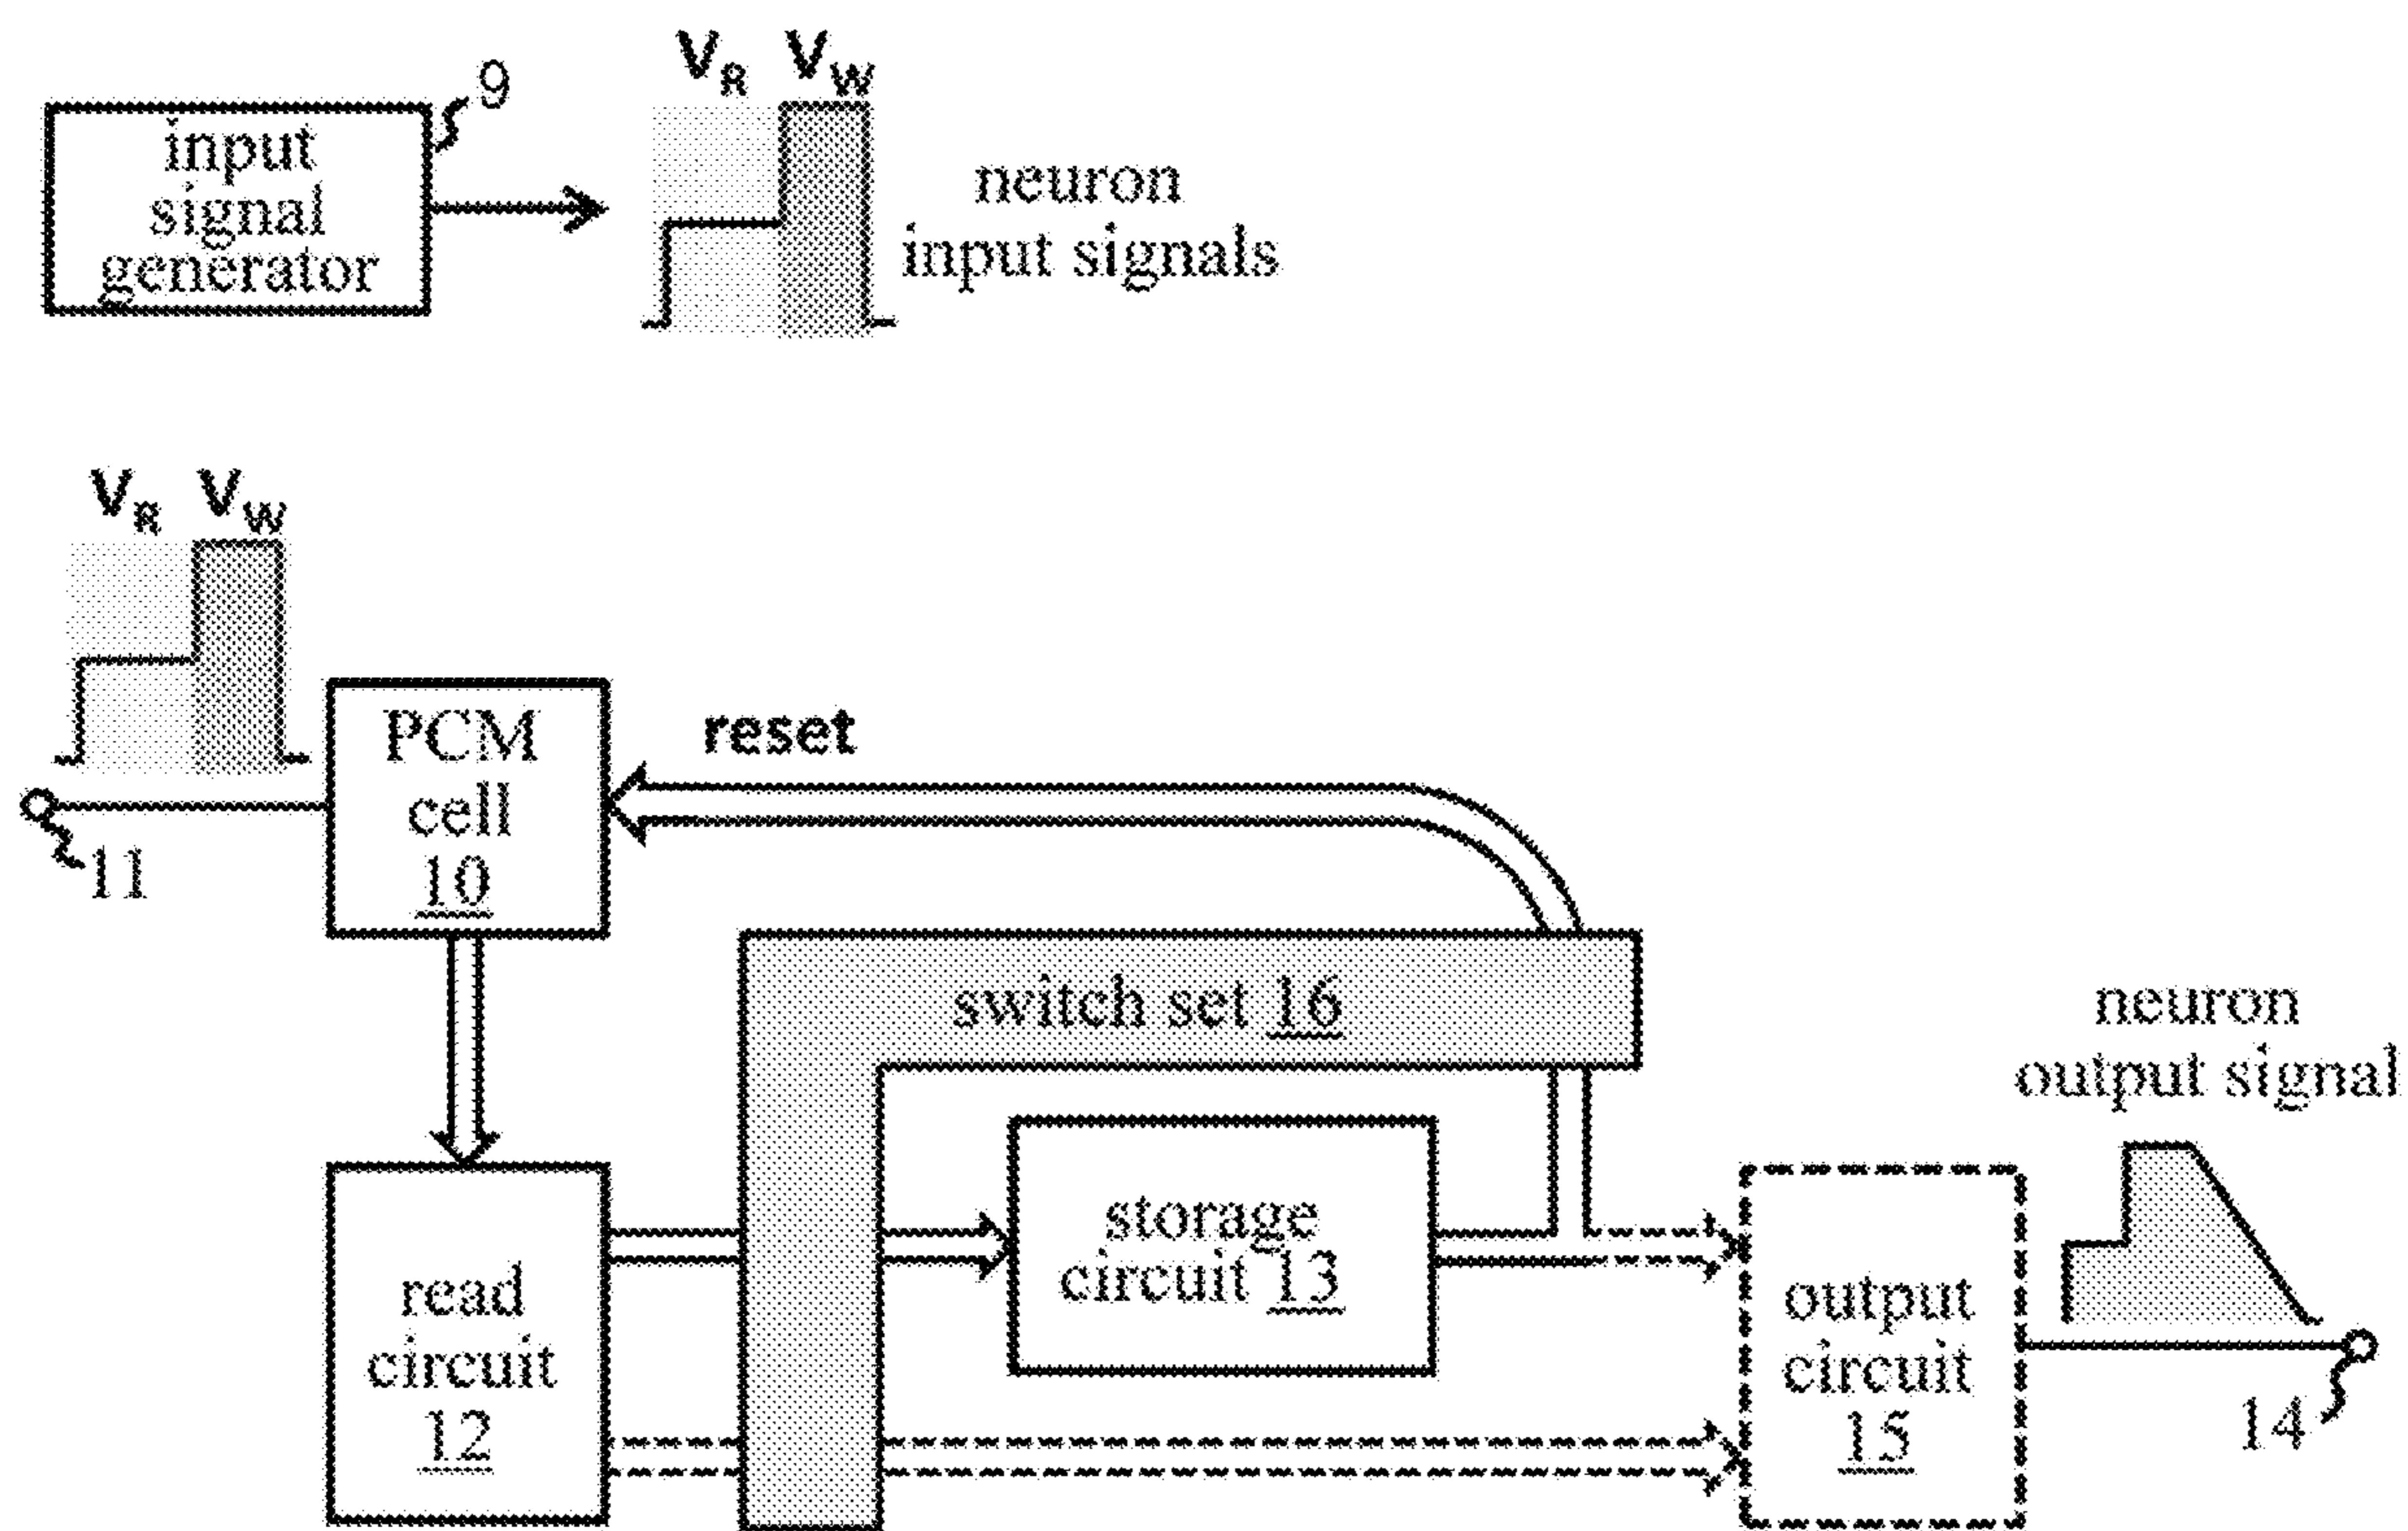 V_R V_W
9
input
signal
generator
neuron
input signals
V_R V_W
PCM
cell
10
reset
11
switch set 16
neuron
output signal
storage
circuit 13
read
circuit
12
output
circuit
15
14